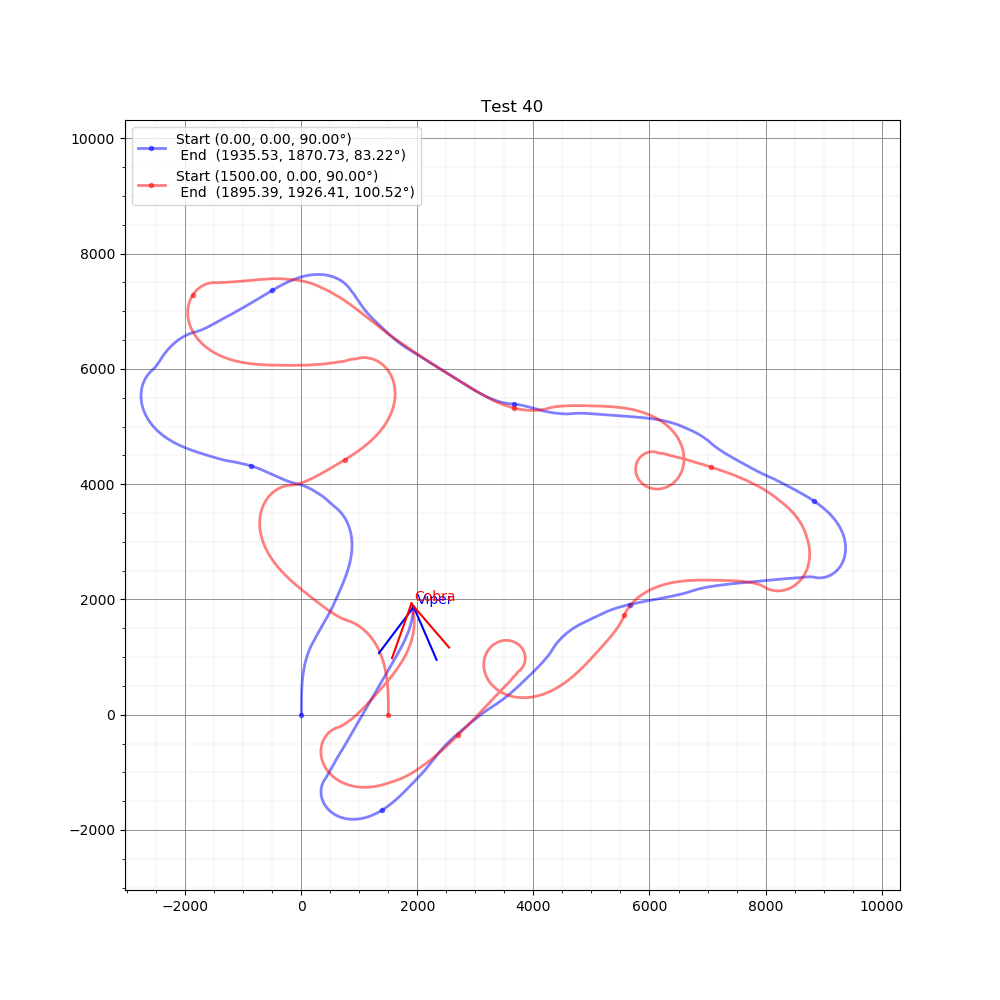 Test 40
Start (0.00, 0.00, 90.00°)
End (1935.53, 1870.73, 83.22°)
Start (1500.00, 0.00, 90.00°)
End (1895.39, 1926.41, 100.52°)
10000
8000
6000
4000
2000
0
−2000
Cobra
Viper
−2000 0 2000 4000 6000 8000 10000